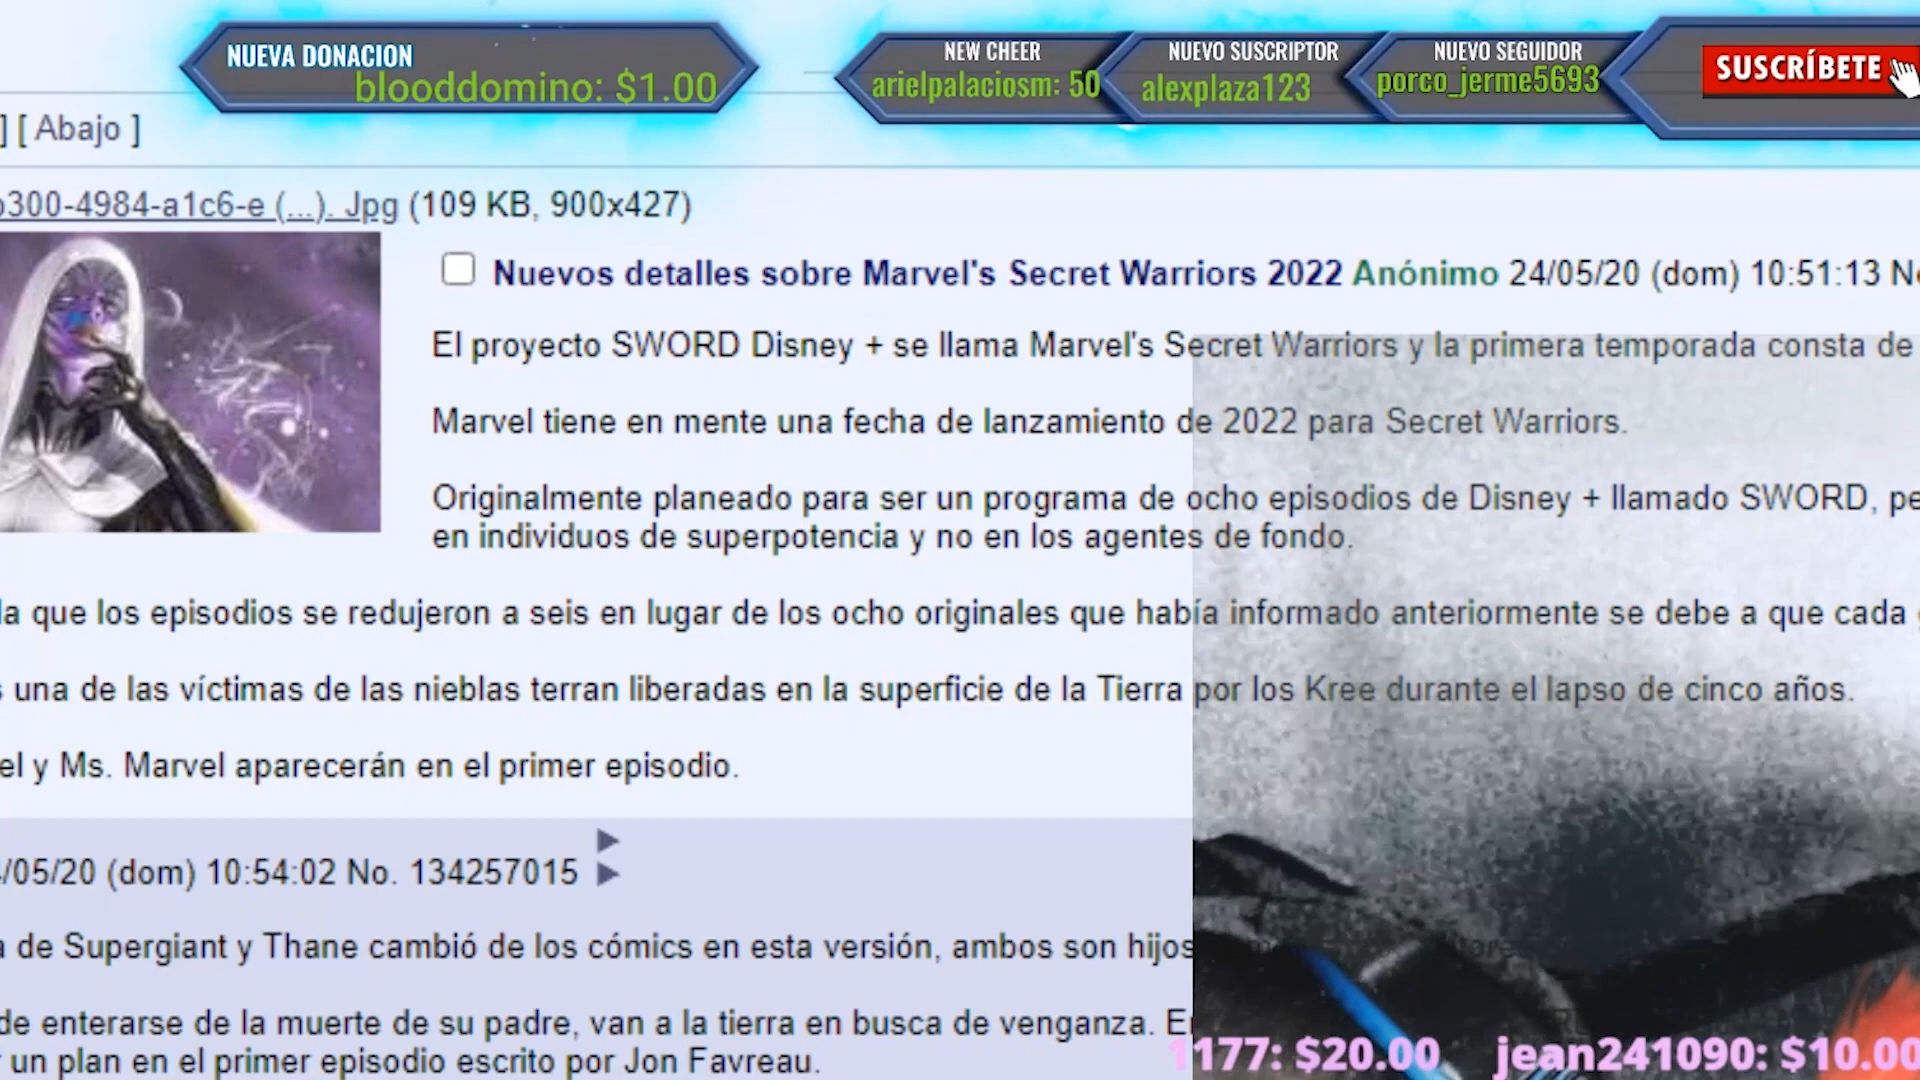 NUEVA DONACION
blooddomino: $1.00
NEW CHEER
arielpalaciosm: 50
NUEVO SUSCRIPTOR
alexplaza123
NUEVO SEGUIDOR
porco_jerme5693
SUSCRÍBETE
] [ Abajo ]
300-4984-a1c6-e (...). Jpg (109 KB, 900x427)
Nuevos detalles sobre Marvel's Secret Warriors 2022 Anónimo 24/05/20 (dom) 10:51:13
El proyecto SWORD Disney + se llama Marvel's Secret Warriors y la primera temporada consta de
Marvel tiene en mente una fecha de lanzamiento de 2022 para Secret Warriors.
Originalmente planeado para ser un programa de ocho episodios de Disney + llamado SWORD,
en individuos de superpotencia y no en los agentes de fondo.
que los episodios se redujeron a seis en lugar de los ocho originales que había informado anteriormente se debe a que cada
una de las víctimas de las nieblas terran liberadas en la superficie de la Tierra por los Kree durante el lapso de cinco años.
y Ms. Marvel aparecerán en el primer episodio.
/05/20 (dom) 10:54:02 No. 134257015
de Supergiant y Thane cambió de los cómics en esta versión, ambos son hijos
de enterarse de la muerte de su padre, van a la tierra en busca de venganza.
un plan en el primer episodio escrito por Jon Favreau.
1177: $20.00 jean241090: $10.00